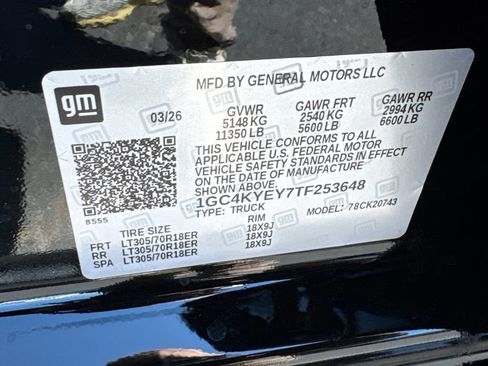 MFD BY GENERAL MOTORS LLC
gm
03/26
GVWR GAWR FRT GAWR RR
5148 KG 2540 KG 2994 KG
11350 LB 5600 LB 6600 LB
THIS VEHICLE CONFORMS TO ALL
APPLICABLE U.S. FEDERAL MOTOR
VEHICLE SAFETY STANDARDS IN EFFECT
ON THE DATE OF MANUFACTURE
SHOWN ABOVE.
1GC4KYEY7TF253648
8555
TYPE: TRUCK MODEL: 78CK20743
TIRE SIZE RIM
FRT LT305/70R18ER 18X9J
RR LT305/70R18ER 18X9J
SPA LT305/70R18ER 18X9J